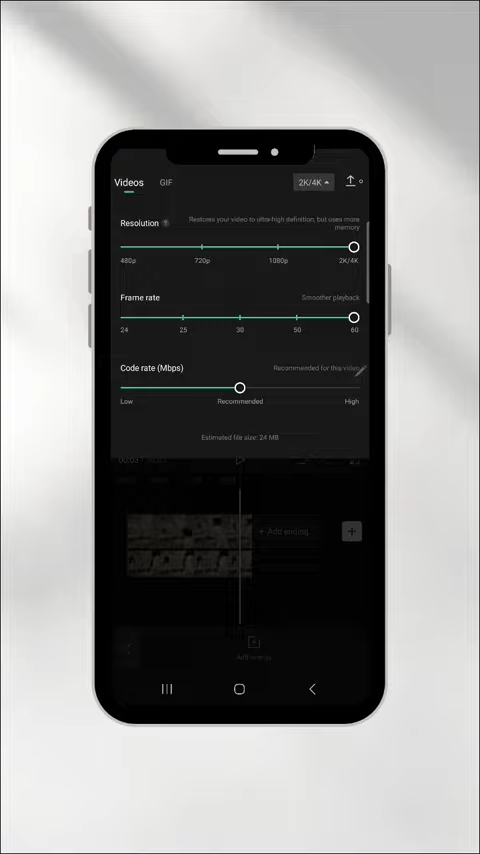 Videos
GIF
2K/4K
Resolution
Restores your video to ultra-high definition, but uses more
memory
480p
720p
1080p
2K/4K
Frame rate
Smoother playback
24
25
30
50
60
Code rate (Mbps)
Recommended for this video
Low
Recommended
High
Estimated file size: 24 MB
+ Add ending
Add overlay